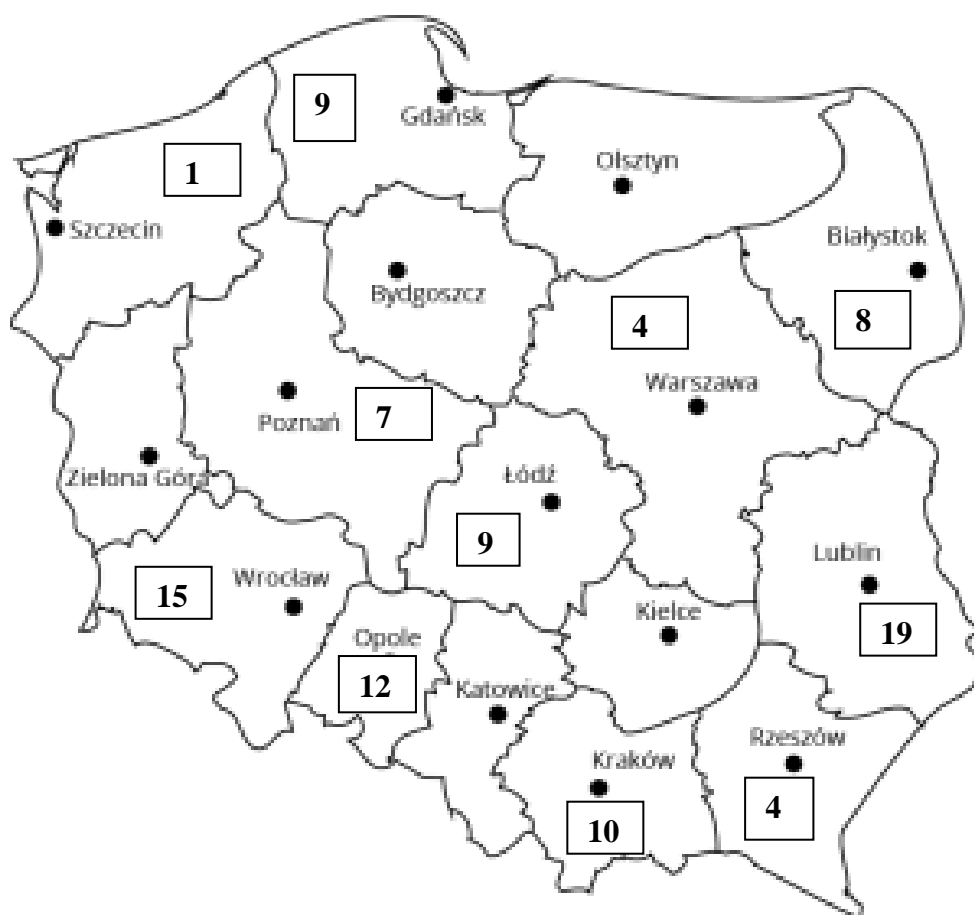 9
Gdańsk
Olsztyn
1
Szczecin
Białystok
Bydgoszcz
4
8
Warszawa
Poznań
7
Zielona Góra
Łódź
9
Lublin
15
Wrocław
Kielce
19
Opole
12
Katowice
Rzeszów
Kraków
4
10